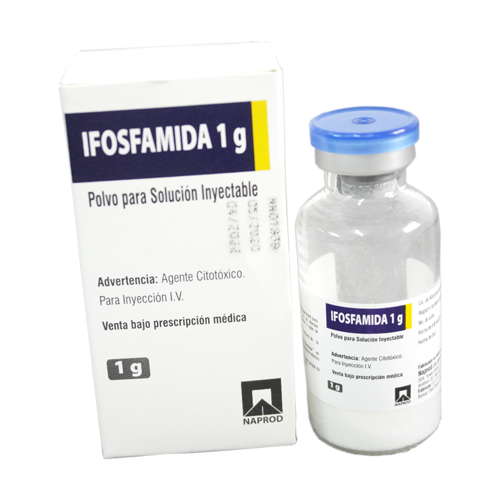 IFOSFAMIDA 1 g
Polvo para Solución Inyectable
Advertencia: Agente Citotóxico.
Para Inyección I.V.
Venta bajo prescripción médica
1 g
NAPROD
IFOSFAMIDA 1 g
Polvo para Solución Inyectable
Advertencia: Agente Citotóxico.
Para Inyección I.V.
Venta bajo prescripción médica
1 g